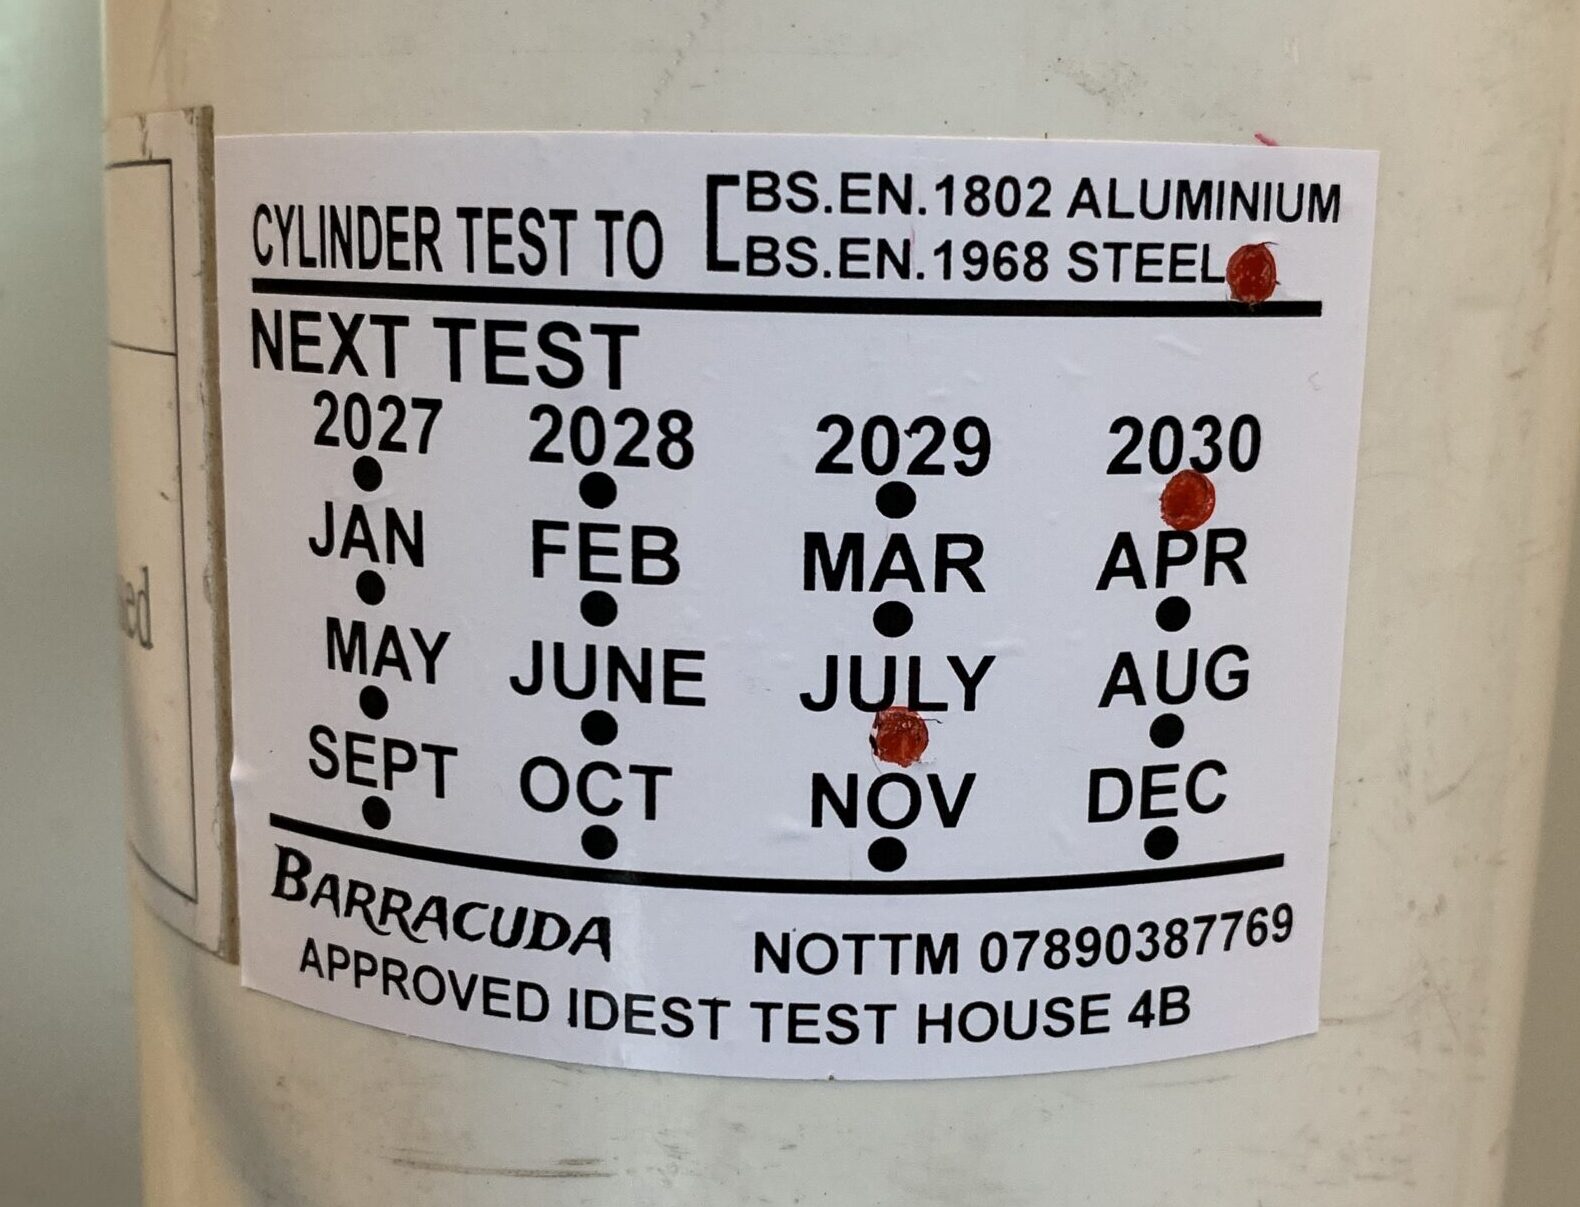 CYLINDER TEST TO
BS.EN.1802 ALUMINIUM
BS.EN.1968 STEEL
NEXT TEST
2027 2028 2029 2030
JAN FEB MAR APR
MAY JUNE JULY AUG
SEPT OCT NOV DEC
BARRACUDA NOTTM 07890387769
APPROVED IDEST TEST HOUSE 4B